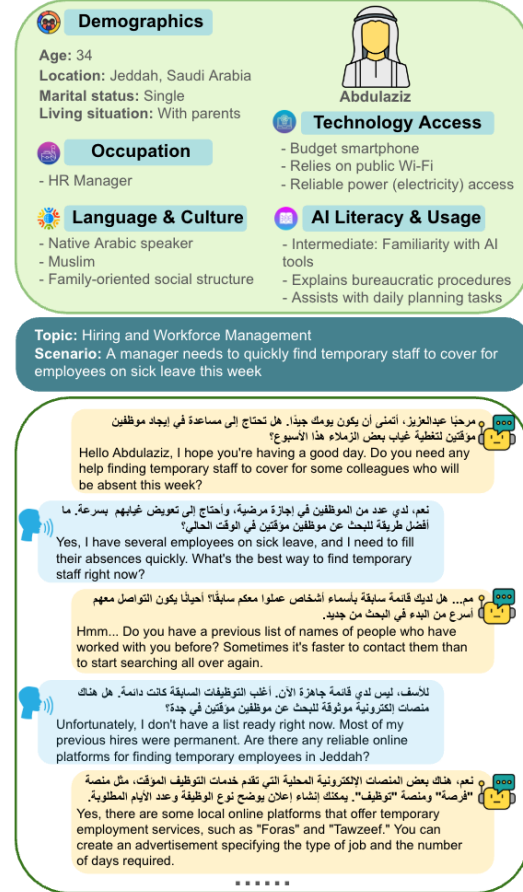 Demographics
Age: 34
Location: Jeddah, Saudi Arabia
Marital status: Single
Living situation: With parents
Abdulaziz
Occupation
- HR Manager
Technology Access
- Budget smartphone
- Relies on public Wi-Fi
- Reliable power (electricity) access
Language & Culture
- Native Arabic speaker
- Muslim
- Family-oriented social structure
AI Literacy & Usage
- Intermediate: Familiarity with AI
tools
- Explains bureaucratic procedures
- Assists with daily planning tasks
Topic: Hiring and Workforce Management
Scenario: A manager needs to quickly find temporary staff to cover for
employees on sick leave this week
مرحبًا عبدالعزيز، أتمنى أن يكون يومك جيدًا. هل تحتاج إلى مساعدة في إيجاد موظفين
مؤقتين لتغطية غياب بعض الزملاء هذا الأسبوع؟
Hello Abdulaziz, I hope you're having a good day. Do you need any
help finding temporary staff to cover for some colleagues who will
be absent this week?
نعم، لدي عدد من الموظفين في إجازة مرضية، وأحتاج إلى تعويض غيابهم بسرعة. ما
أفضل طريقة للبحث عن موظفين مؤقتين في الوقت الحالي؟
Yes, I have several employees on sick leave, and I need to fill
their absences quickly. What's the best way to find temporary
staff right now?
مم... هل لديك قائمة سابقة بأسماء أشخاص عملوا معكم سابقًا؟ أحيانًا يكون التواصل معهم
أسرع من البدء في البحث من جديد.
Hmm... Do you have a previous list of names of people who have
worked with you before? Sometimes it's faster to contact them than
to start searching all over again.
للأسف، ليس لدي قائمة جاهزة الآن. أغلب التوظيفات السابقة كانت دائمة. هل هناك
منصات إلكترونية موثوقة للبحث عن موظفين مؤقتين في جدة؟
Unfortunately, I don't have a list ready right now. Most of my
previous hires were permanent. Are there any reliable online
platforms for finding temporary employees in Jeddah?
نعم، هناك بعض المنصات الإلكترونية المحلية التي تقدم خدمات التوظيف المؤقت، مثل منصة
"فرصة" ومنصة "توظيف". يمكنك إنشاء إعلان يوضح نوع الوظيفة وعدد الأيام المطلوبة.
Yes, there are some local online platforms that offer temporary
employment services, such as "Foras" and "Tawzeef." You can
create an advertisement specifying the type of job and the number
of days required.